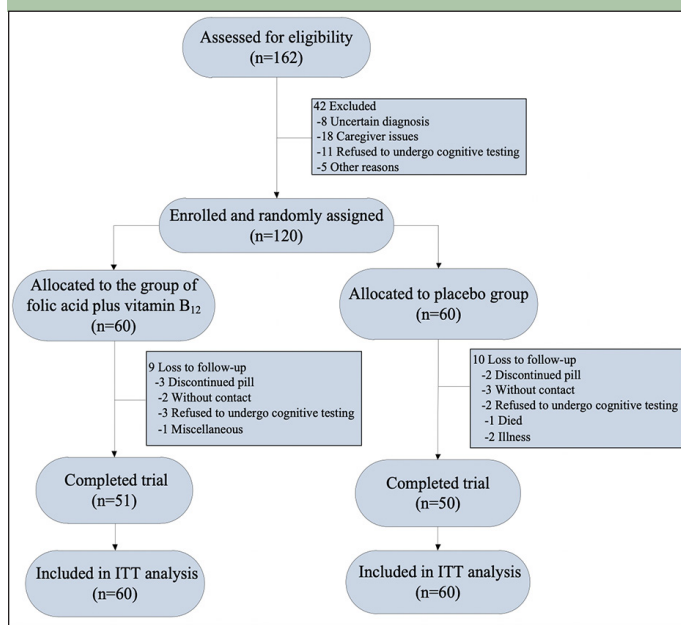 Assessed for eligibility
(n=162)
42 Excluded
-8 Uncertain diagnosis
-18 Caregiver issues
-11 Refused to undergo cognitive testing
-5 Other reasons
Enrolled and randomly assigned
(n=120)
Allocated to the group of
folic acid plus vitamin B₁₂
(n=60)
Allocated to placebo group
(n=60)
9 Loss to follow-up
-3 Discontinued pill
-2 Without contact
-3 Refused to undergo cognitive testing
-1 Miscellaneous
10 Loss to follow-up
-2 Discontinued pill
-3 Without contact
-2 Refused to undergo cognitive testing
-1 Died
-2 Illness
Completed trial
(n=51)
Completed trial
(n=50)
Included in ITT analysis
(n=60)
Included in ITT analysis
(n=60)